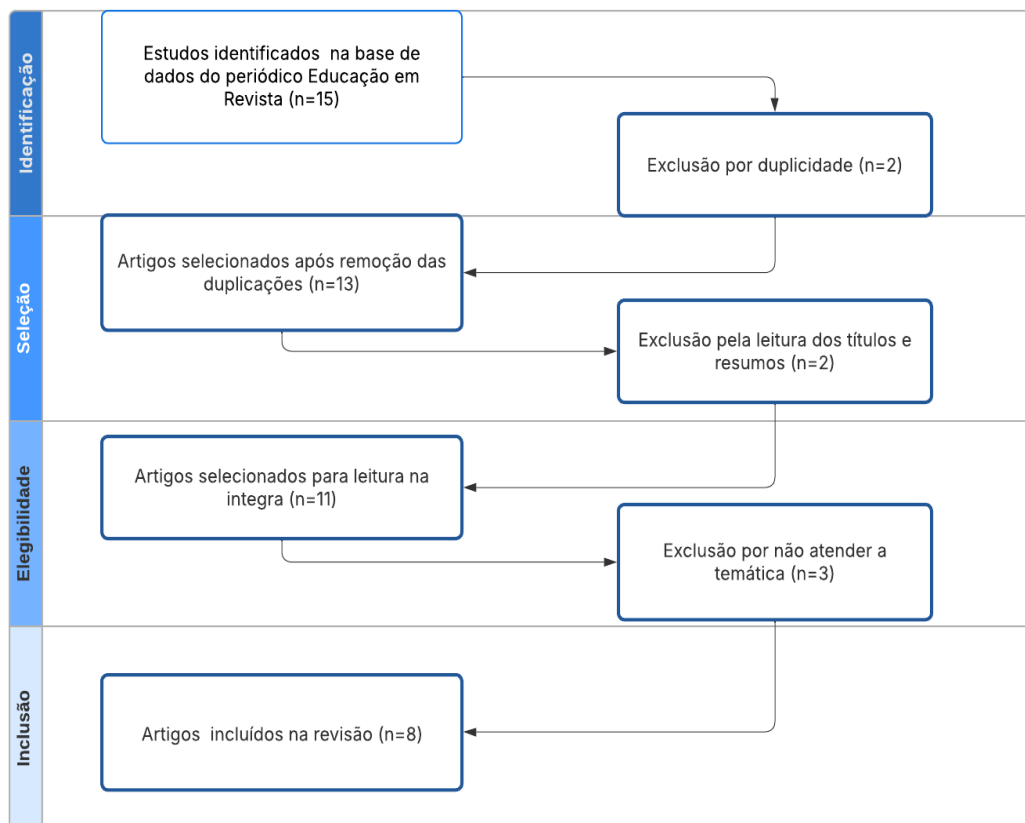 Identificação
Estudos identificados na base de
dados do periódico Educação em
Revista (n=15)
Exclusão por duplicidade (n=2)
Seleção
Artigos selecionados após remoção das
duplicações (n=13)
Exclusão pela leitura dos títulos e
resumos (n=2)
Elegibilidade
Artigos selecionados para leitura na
integra (n=11)
Exclusão por não atender a
temática (n=3)
Inclusão
Artigos incluídos na revisão (n=8)